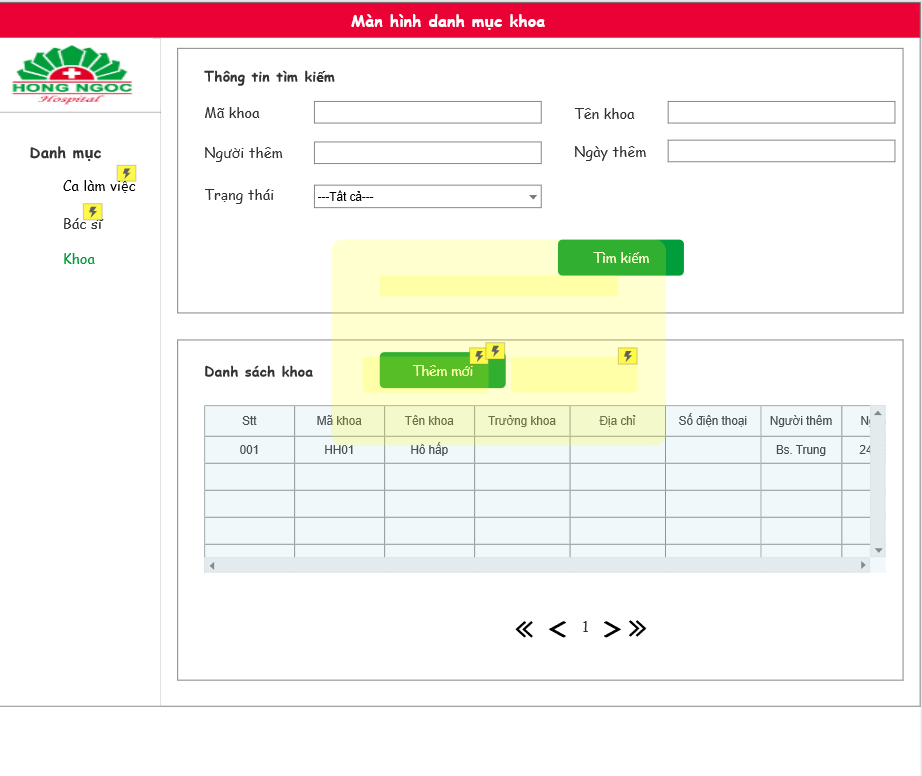 Màn hình danh mục khoa
HONG NGOC
Hospital
Danh mục
Ca làm việc
Bác sĩ
Khoa
Thông tin tìm kiếm
Mã khoa
Tên khoa
Người thêm
Ngày thêm
Trạng thái
---Tất cả---
Tìm kiếm
Danh sách khoa
Thêm mới
Stt Mã khoa Tên khoa Trưởng khoa Địa chỉ Số điện thoại Người thêm
001 HH01 Hô hấp Bs. Trung
1